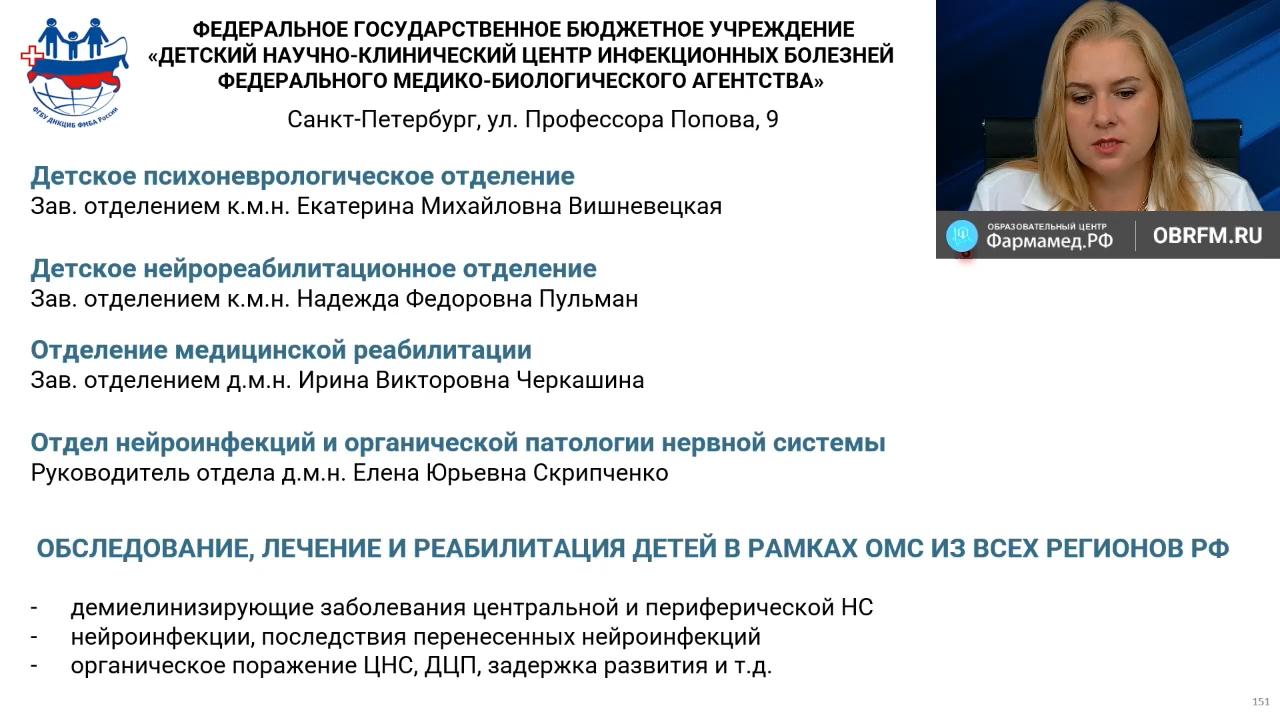 ФЕДЕРАЛЬНОЕ ГОСУДАРСТВЕННОЕ БЮДЖЕТНОЕ УЧРЕЖДЕНИЕ
«ДЕТСКИЙ НАУЧНО-КЛИНИЧЕСКИЙ ЦЕНТР ИНФЕКЦИОННЫХ БОЛЕЗНЕЙ
ФЕДЕРАЛЬНОГО МЕДИКО-БИОЛОГИЧЕСКОГО АГЕНТСТВА»
ФГБУ ДНКЦИБ ФМБА России
Санкт-Петербург, ул. Профессора Попова, 9
Детское психоневрологическое отделение
Зав. отделением к.м.н. Екатерина Михайловна Вишневецкая
ОБРАЗОВАТЕЛЬНЫЙ ЦЕНТР
Фармамед.РФ
OBRFM.RU
Детское нейрореабилитационное отделение
Зав. отделением к.м.н. Надежда Федоровна Пульман
Отделение медицинской реабилитации
Зав. отделением д.м.н. Ирина Викторовна Черкашина
Отдел нейроинфекций и органической патологии нервной системы
Руководитель отдела д.м.н. Елена Юрьевна Скрипченко
ОБСЛЕДОВАНИЕ, ЛЕЧЕНИЕ И РЕАБИЛИТАЦИЯ ДЕТЕЙ В РАМКАХ ОМС ИЗ ВСЕХ РЕГИОНОВ РФ
- демиелинизирующие заболевания центральной и периферической НС
- нейроинфекции, последствия перенесенных нейроинфекций
- органическое поражение ЦНС, ДЦП, задержка развития и т.д.
151